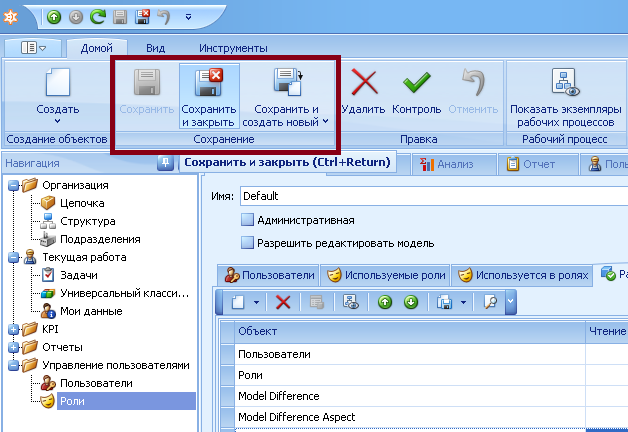 Домой
Вид
Инструменты
Создать
Сохранить
Сохранить и закрыть
Сохранить и создать новый
Удалить
Контроль
Отменить
Показать экземпляры рабочих процессов
Создание объектов
Сохранение
Правка
Рабочий процесс
Навигация
Сохранить и закрыть (Ctrl+Return)
Анализ
Отчет
Организация
Цепочка
Структура
Подразделения
Текущая работа
Задачи
Универсальный класси...
Мои данные
KPI
Отчеты
Управление пользователями
Пользователи
Роли
Имя:
Default
Административная
Разрешить редактировать модель
Пользователи
Используемые роли
Используется в ролях
Объект
Чтение
Пользователи
Роли
Model Difference
Model Difference Aspect